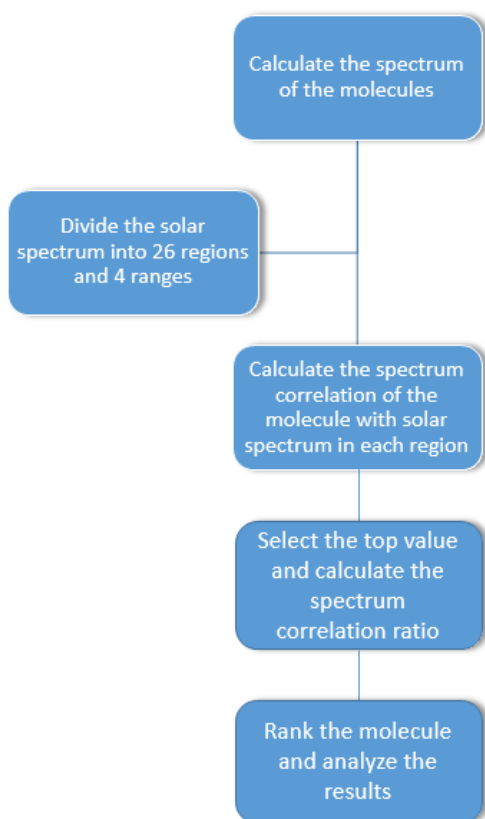 Calculate the spectrum
of the molecules
Divide the solar
spectrum into 26 regions
and 4 ranges
Calculate the spectrum
correlation of the
molecule with solar
spectrum in each region
Select the top value
and calculate the
spectrum
correlation ratio
Rank the molecule
and analyze the
results